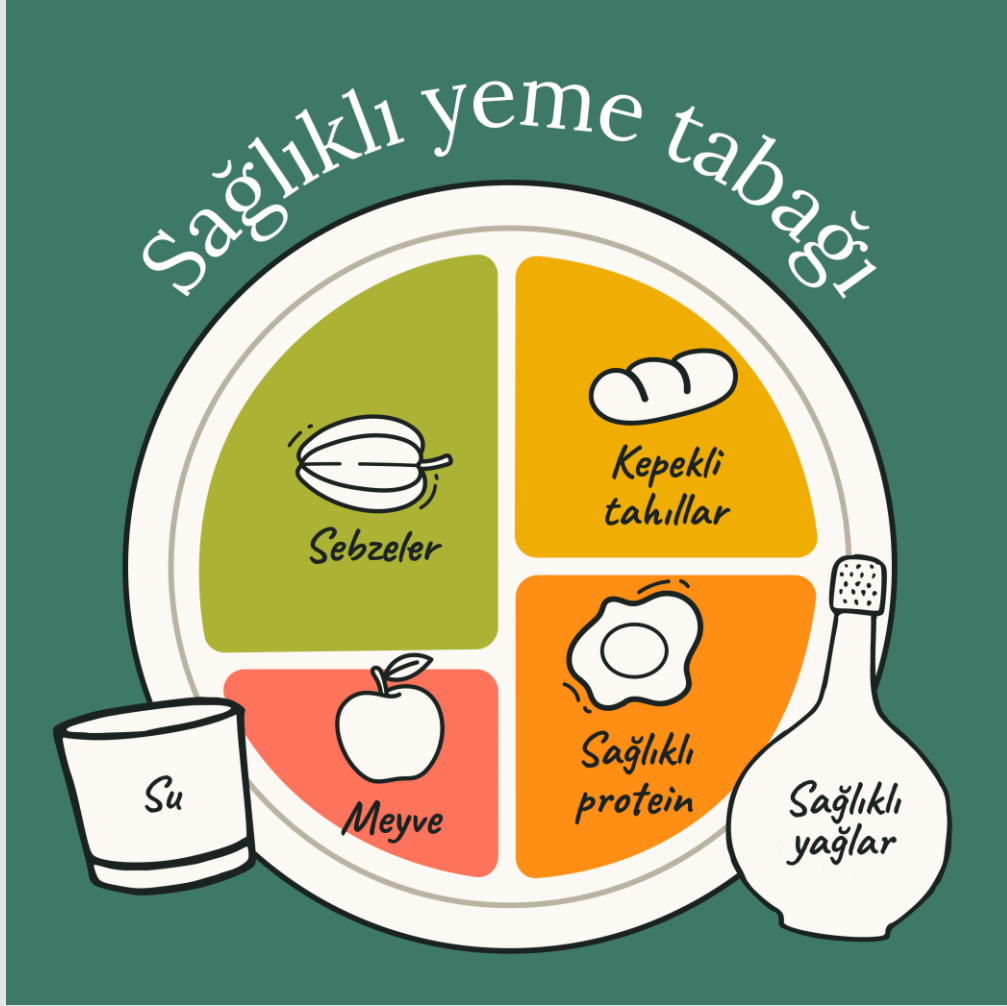 Sağlıklı yeme tabağı
Sebzeler
Kepekli
tahıllar
Meyve
Sağlıklı
protein
Su
Sağlıklı
yağlar